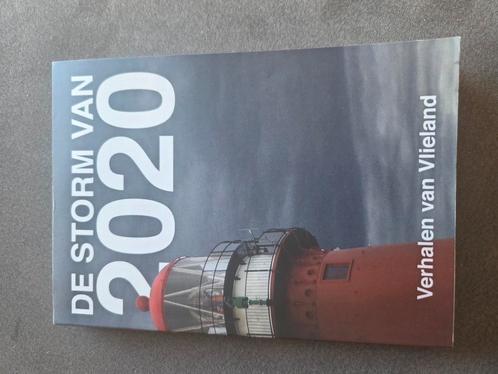 DE STORM VAN
2020
Verhalen van Vlieland